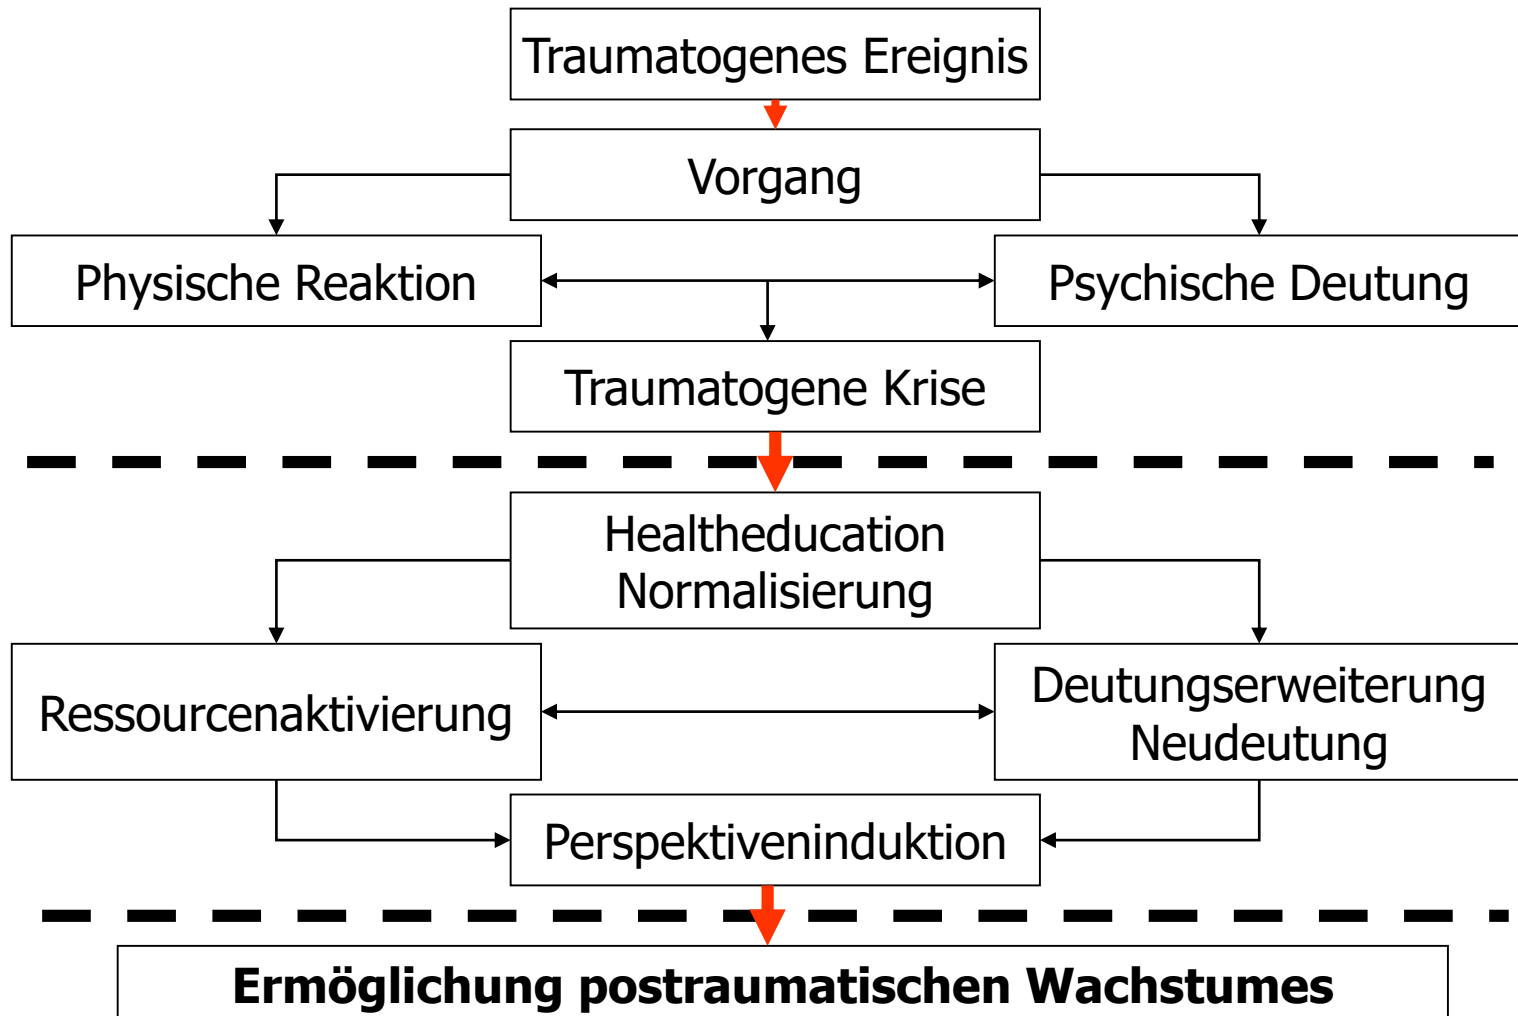 Traumatogenes Ereignis
Vorgang
Physische Reaktion
Psychische Deutung
Traumatogene Krise
Healtheducation
Normalisierung
Ressourcenaktivierung
Deutungserweiterung
Neudeutung
Perspektiveninduktion
Ermöglichung postraumatischen Wachstumes